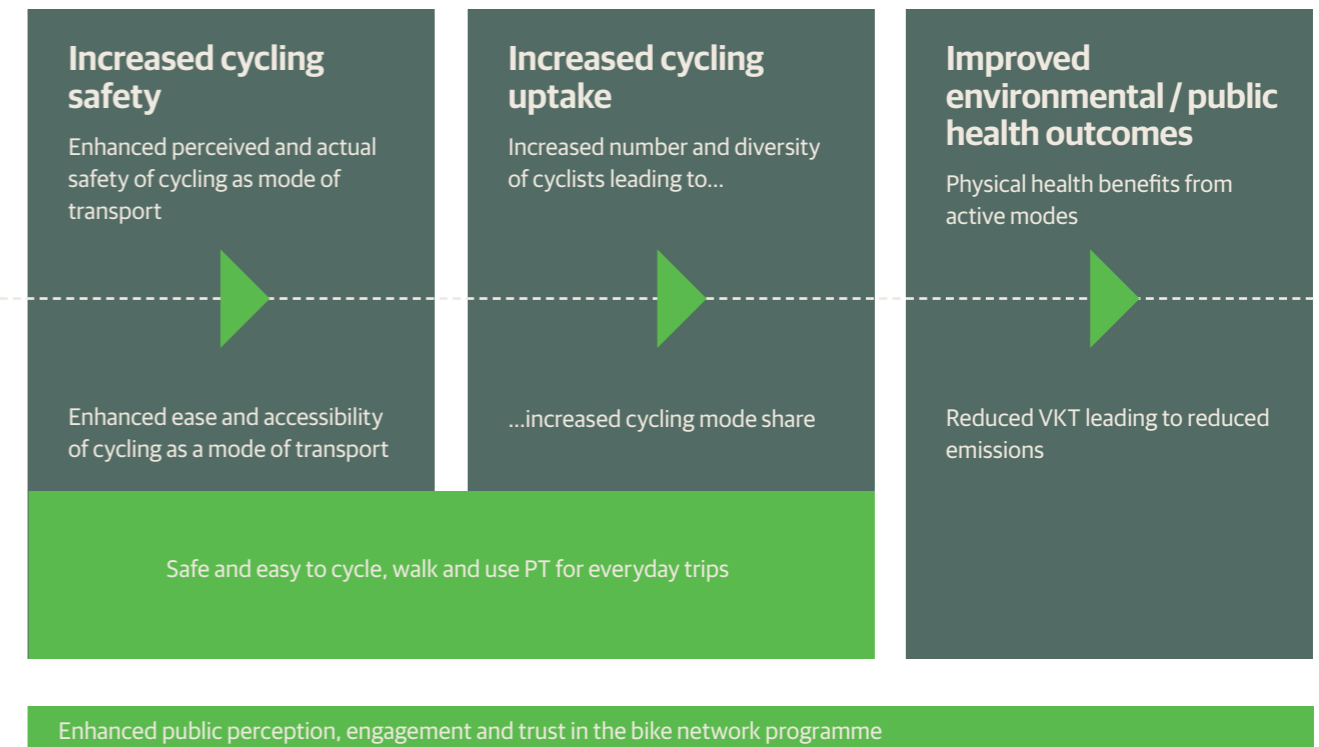 Increased cycling
safety
Enhanced perceived and actual
safety of cycling as mode of
transport
Enhanced ease and accessibility
of cycling as a mode of transport
Increased cycling
uptake
Increased number and diversity
of cyclists leading to...
...increased cycling mode share
Improved
environmental / public
health outcomes
Physical health benefits from
active modes
Reduced VKT leading to reduced
emissions
Safe and easy to cycle, walk and use PT for everyday trips
Enhanced public perception, engagement and trust in the bike network programme